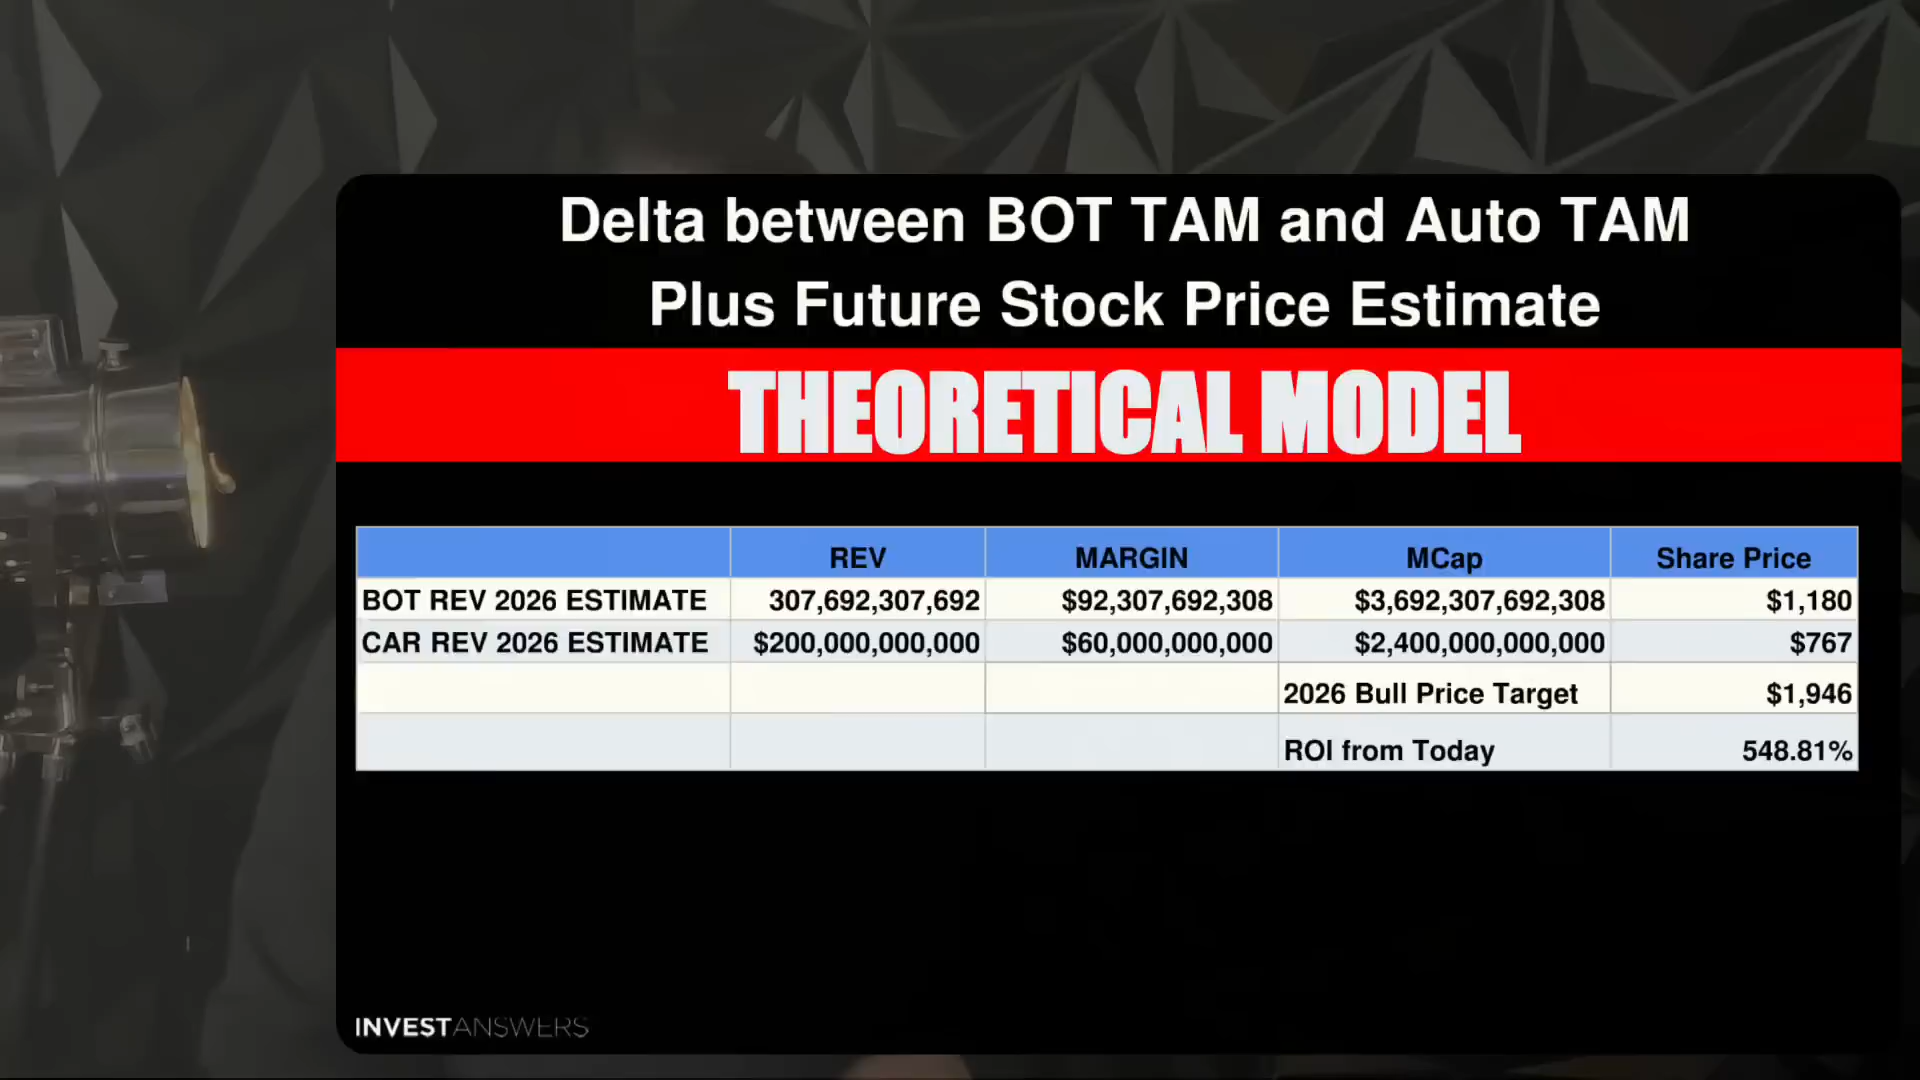 Delta between BOT TAM and Auto TAM
Plus Future Stock Price Estimate
THEORETICAL MODEL
REV MARGIN MCap Share Price
BOT REV 2026 ESTIMATE 307,692,307,692 $92,307,692,308 $3,692,307,692,308 $1,180
CAR REV 2026 ESTIMATE $200,000,000,000 $60,000,000,000 $2,400,000,000,000 $767
2026 Bull Price Target $1,946
ROI from Today 548.81%
INVESTANSWERS